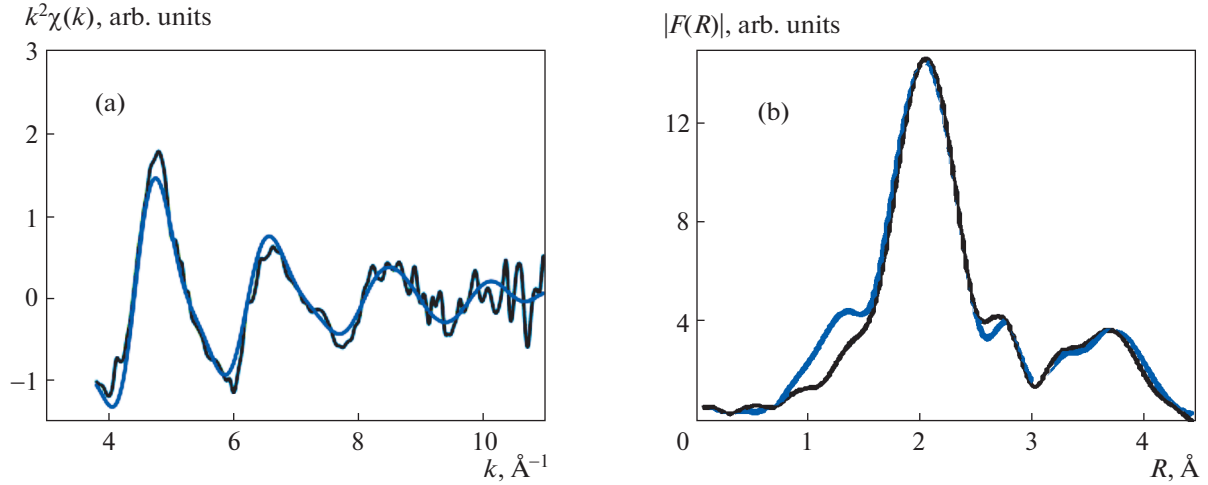 k²χ(k), arb. units
3
(a)
2
1
0
−1
4 6 8 10
k, Å⁻¹
|F(R)|, arb. units
(b)
12
8
4
0 1 2 3 4
R, Å